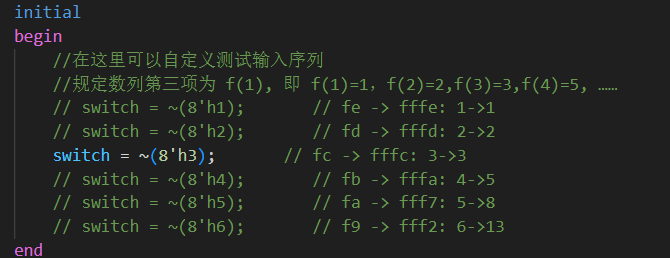 initial
begin
//在这里可以自定义测试输入序列
//规定数列第三项为 f(1), 即 f(1)=1, f(2)=2,f(3)=3,f(4)=5, ……
// switch = ~(8'h1); // fe -> fffe: 1->1
// switch = ~(8'h2); // fd -> fffd: 2->2
switch = ~(8'h3); // fc -> fffc: 3->3
// switch = ~(8'h4); // fb -> fffa: 4->5
// switch = ~(8'h5); // fa -> fff7: 5->8
// switch = ~(8'h6); // f9 -> fff2: 6->13
end